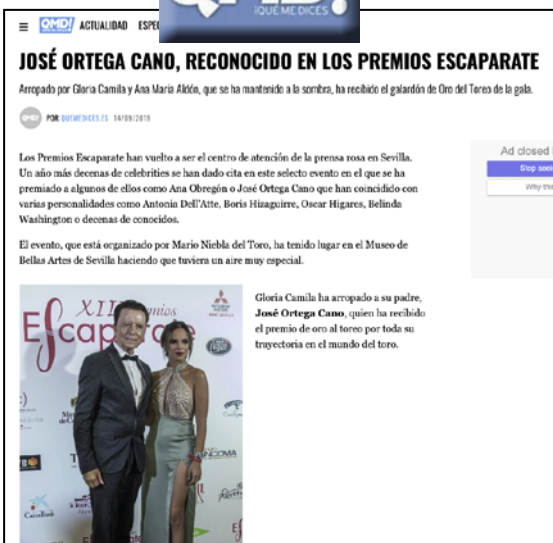 ¡QUÉ ME DICES!
QMD! ACTUALIDAD ESPE
JOSÉ ORTEGA CANO, RECONOCIDO EN LOS PREMIOS ESCAPARATE
Arropado por Gloria Camila y Ana María Aldón, que se ha mantenido a la sombra, ha recibido el galardón de Oro del Toreo de la gala.
QMD! POR QUEMEDICES.ES 14/09/2019
Ad closed
Stop seei
Why thi
Los Premios Escaparate han vuelto a ser el centro de atención de la prensa rosa en Sevilla.
Un año más decenas de celebrities se han dado cita en este selecto evento en el que se ha
premiado a algunos de ellos como Ana Obregón o José Ortega Cano que han coincidido con
varias personalidades como Antonia Dell'Atte, Boris Hizaguirre, Oscar Higares, Belinda
Washington o decenas de conocidos.
El evento, que está organizado por Mario Niebla del Toro, ha tenido lugar en el Museo de
Bellas Artes de Sevilla haciendo que tuviera un aire muy especial.
Gloria Camila ha arropado a su padre,
José Ortega Cano, quien ha recibido
el premio de oro al toreo por toda su
trayectoria en el mundo del toro.
XII Premios
Escaparate
CaixaBank